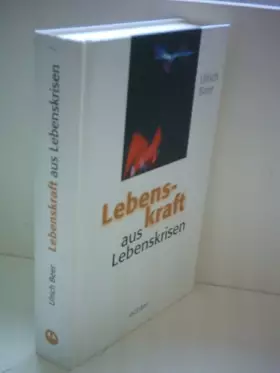 Ulrich Beer Lebenskraft aus Lebenskrisen
Ulrich
Beer
Lebens-
kraft
aus
Lebenskrisen